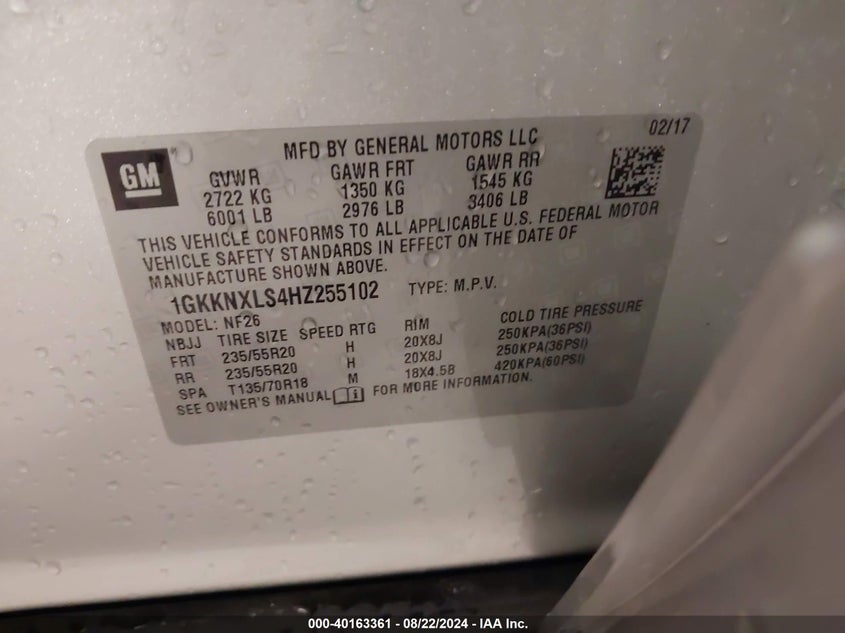 GM
MFD BY GENERAL MOTORS LLC 02/17
GVWR GAWR FRT GAWR RR
2722 KG 1350 KG 1545 KG
6001 LB 2976 LB 3406 LB
THIS VEHICLE CONFORMS TO ALL APPLICABLE U.S. FEDERAL MOTOR
VEHICLE SAFETY STANDARDS IN EFFECT ON THE DATE OF
MANUFACTURE SHOWN ABOVE.
1GKKNXLS4HZ255102 TYPE: M.P.V.
MODEL: NF26
NBJJ TIRE SIZE SPEED RTG RIM COLD TIRE PRESSURE
FRT 235/55R20 H 20X8J 250KPA(36PSI)
RR 235/55R20 H 20X8J 250KPA(36PSI)
SPA T135/70R18 M 18X4.5B 420KPA(60PSI)
SEE OWNER'S MANUAL FOR MORE INFORMATION.
000-40163361 - 08/22/2024 - IAA Inc.